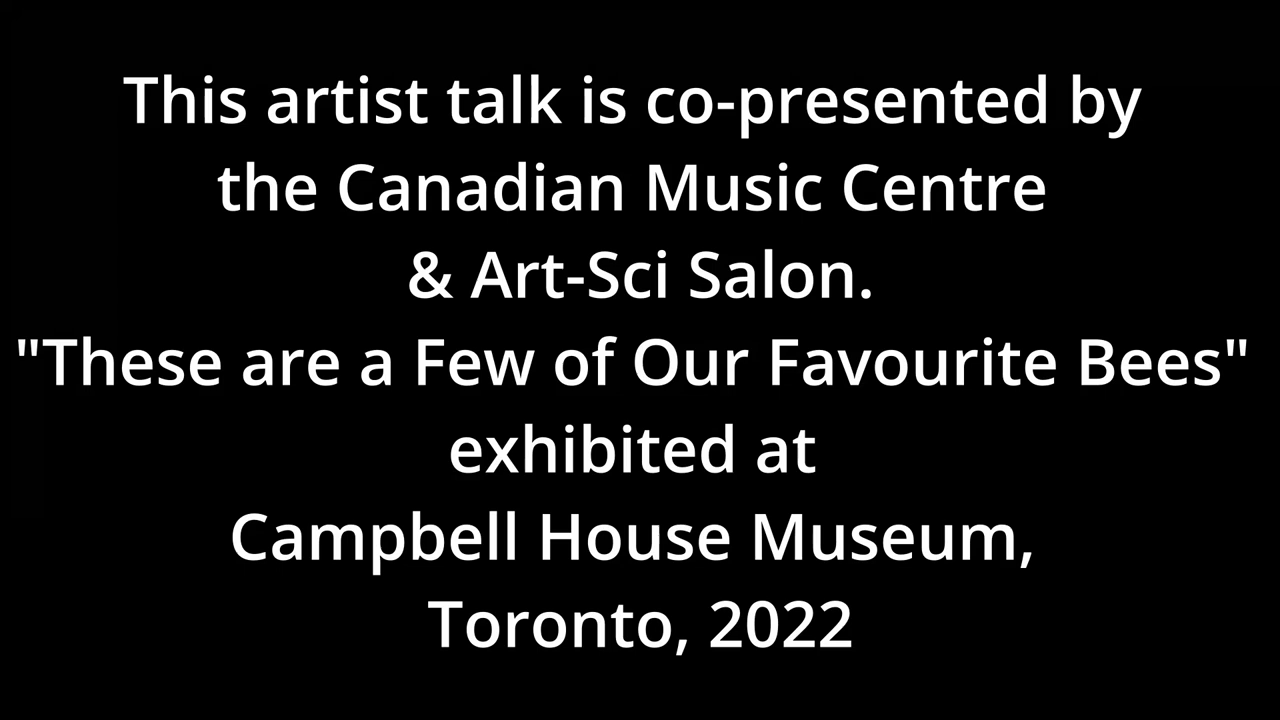 This artist talk is co-presented by
the Canadian Music Centre
& Art-Sci Salon.
"These are a Few of Our Favourite Bees"
exhibited at
Campbell House Museum,
Toronto, 2022